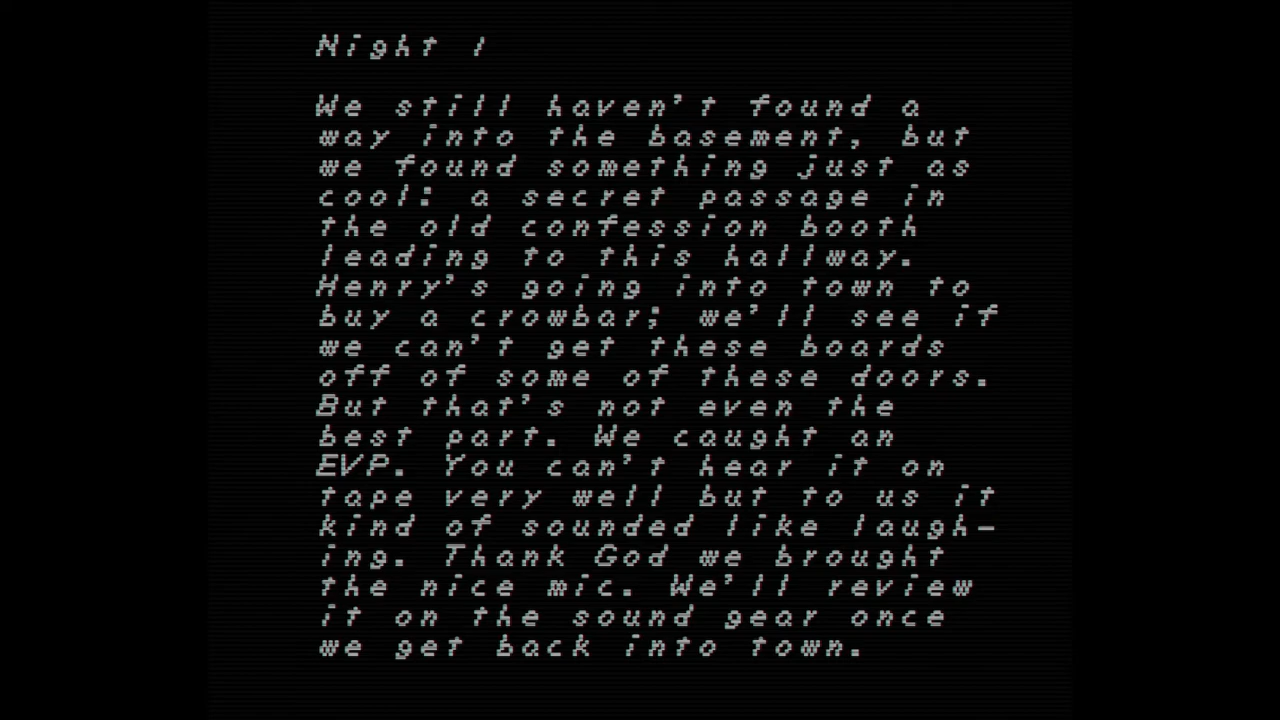 Night 1
We still haven't found a
way into the basement, but
we found something just as
cool: a secret passage in
the old confession booth
leading to this hallway.
Henry's going into town to
buy a crowbar; we'll see if
we can't get these boards
off of some of these doors.
But that's not even the
best part. We caught an
EVP. You can't hear it on
tape very well but to us it
kind of sounded like laugh-
ing. Thank God we brought
the nice mic. We'll review
it on the sound gear once
we get back into town.